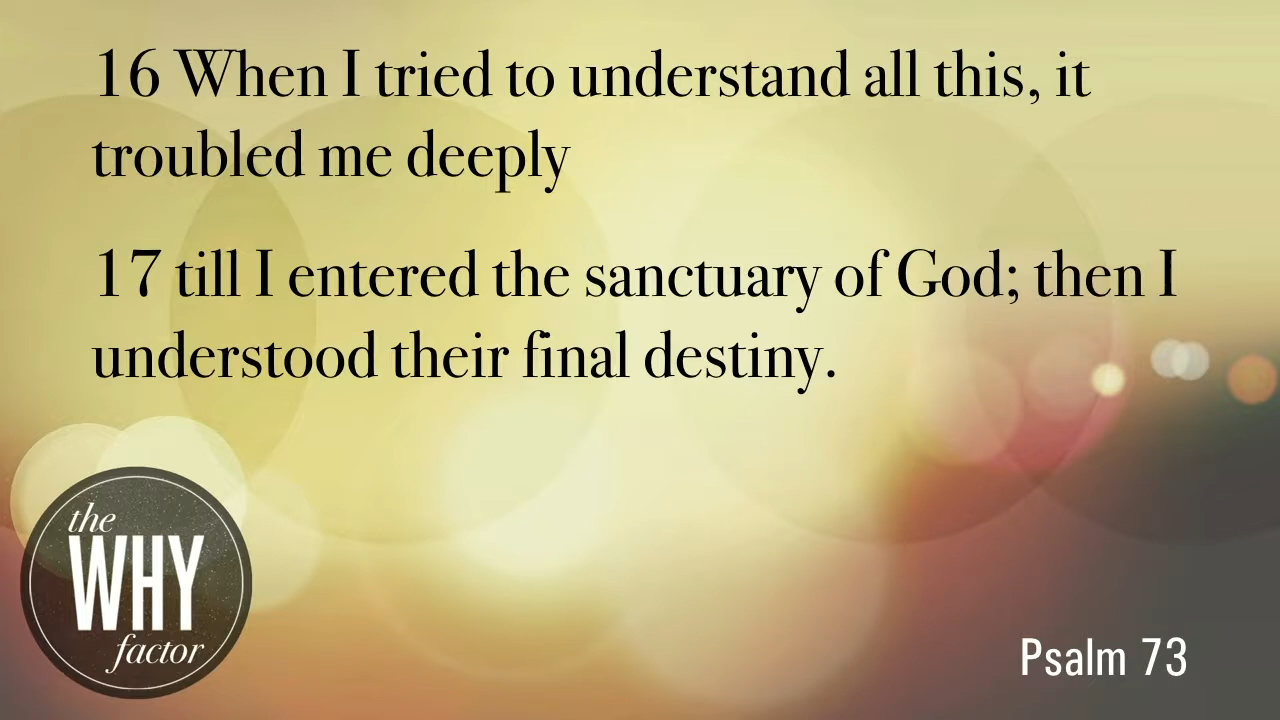 16 When I tried to understand all this, it
troubled me deeply
17 till I entered the sanctuary of God; then I
understood their final destiny.
the
WHY
factor
Psalm 73